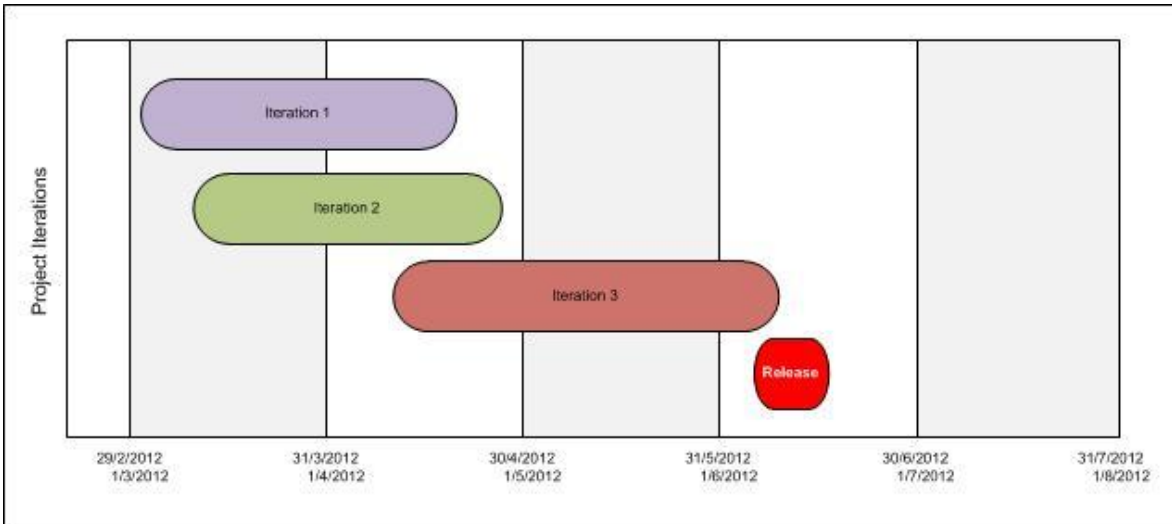 Project Iterations
Iteration 1
Iteration 2
Iteration 3
Release
29/2/2012 31/3/2012 30/4/2012 31/5/2012 30/6/2012 31/7/2012
1/3/2012 1/4/2012 1/5/2012 1/6/2012 1/7/2012 1/8/2012